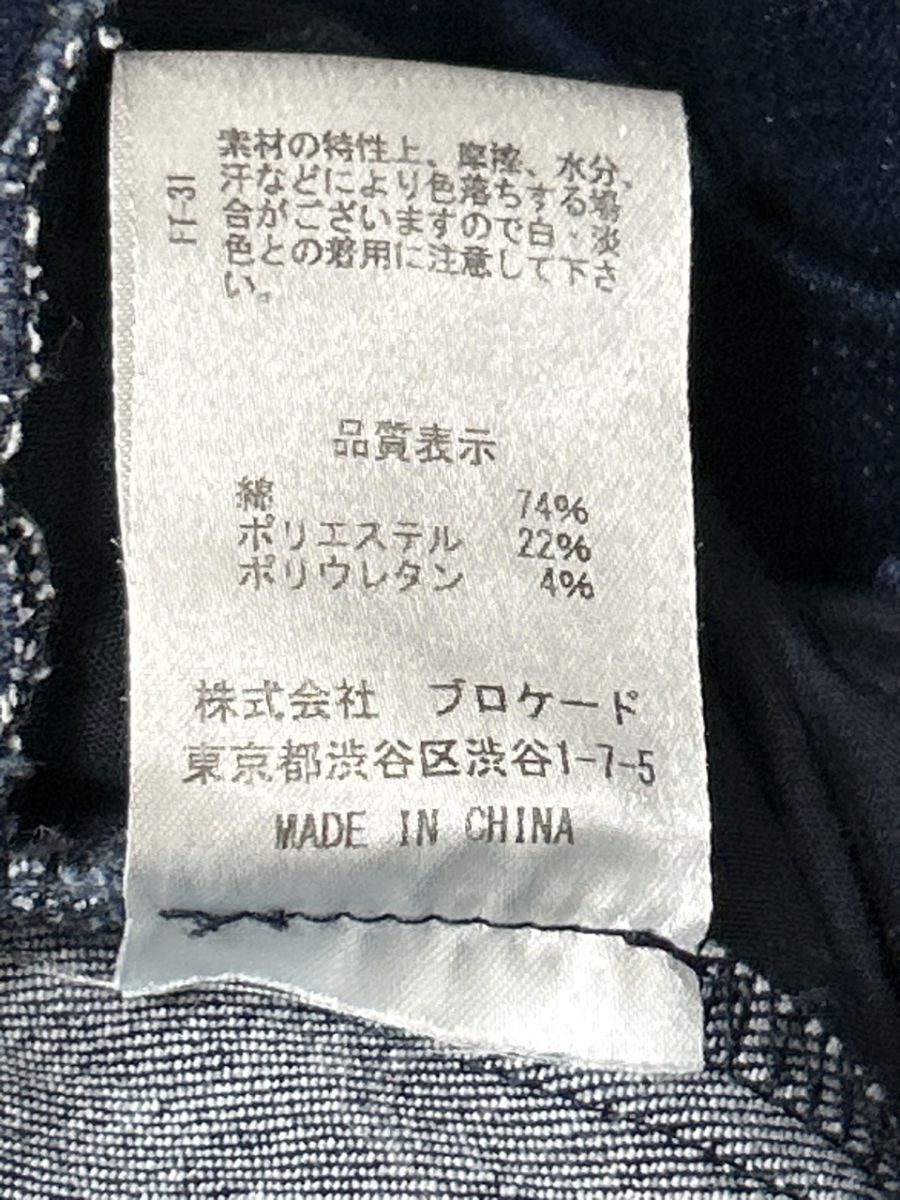 FT-31
素材の特性上、摩擦、水分、
汗などにより色落ちする場
合がございますので白・淡
色との着用に注意して下さ
い。
品質表示
綿 74%
ポリエステル 22%
ポリウレタン 4%
株式会社 ブロケード
東京都渋谷区渋谷1-7-5
MADE IN CHINA